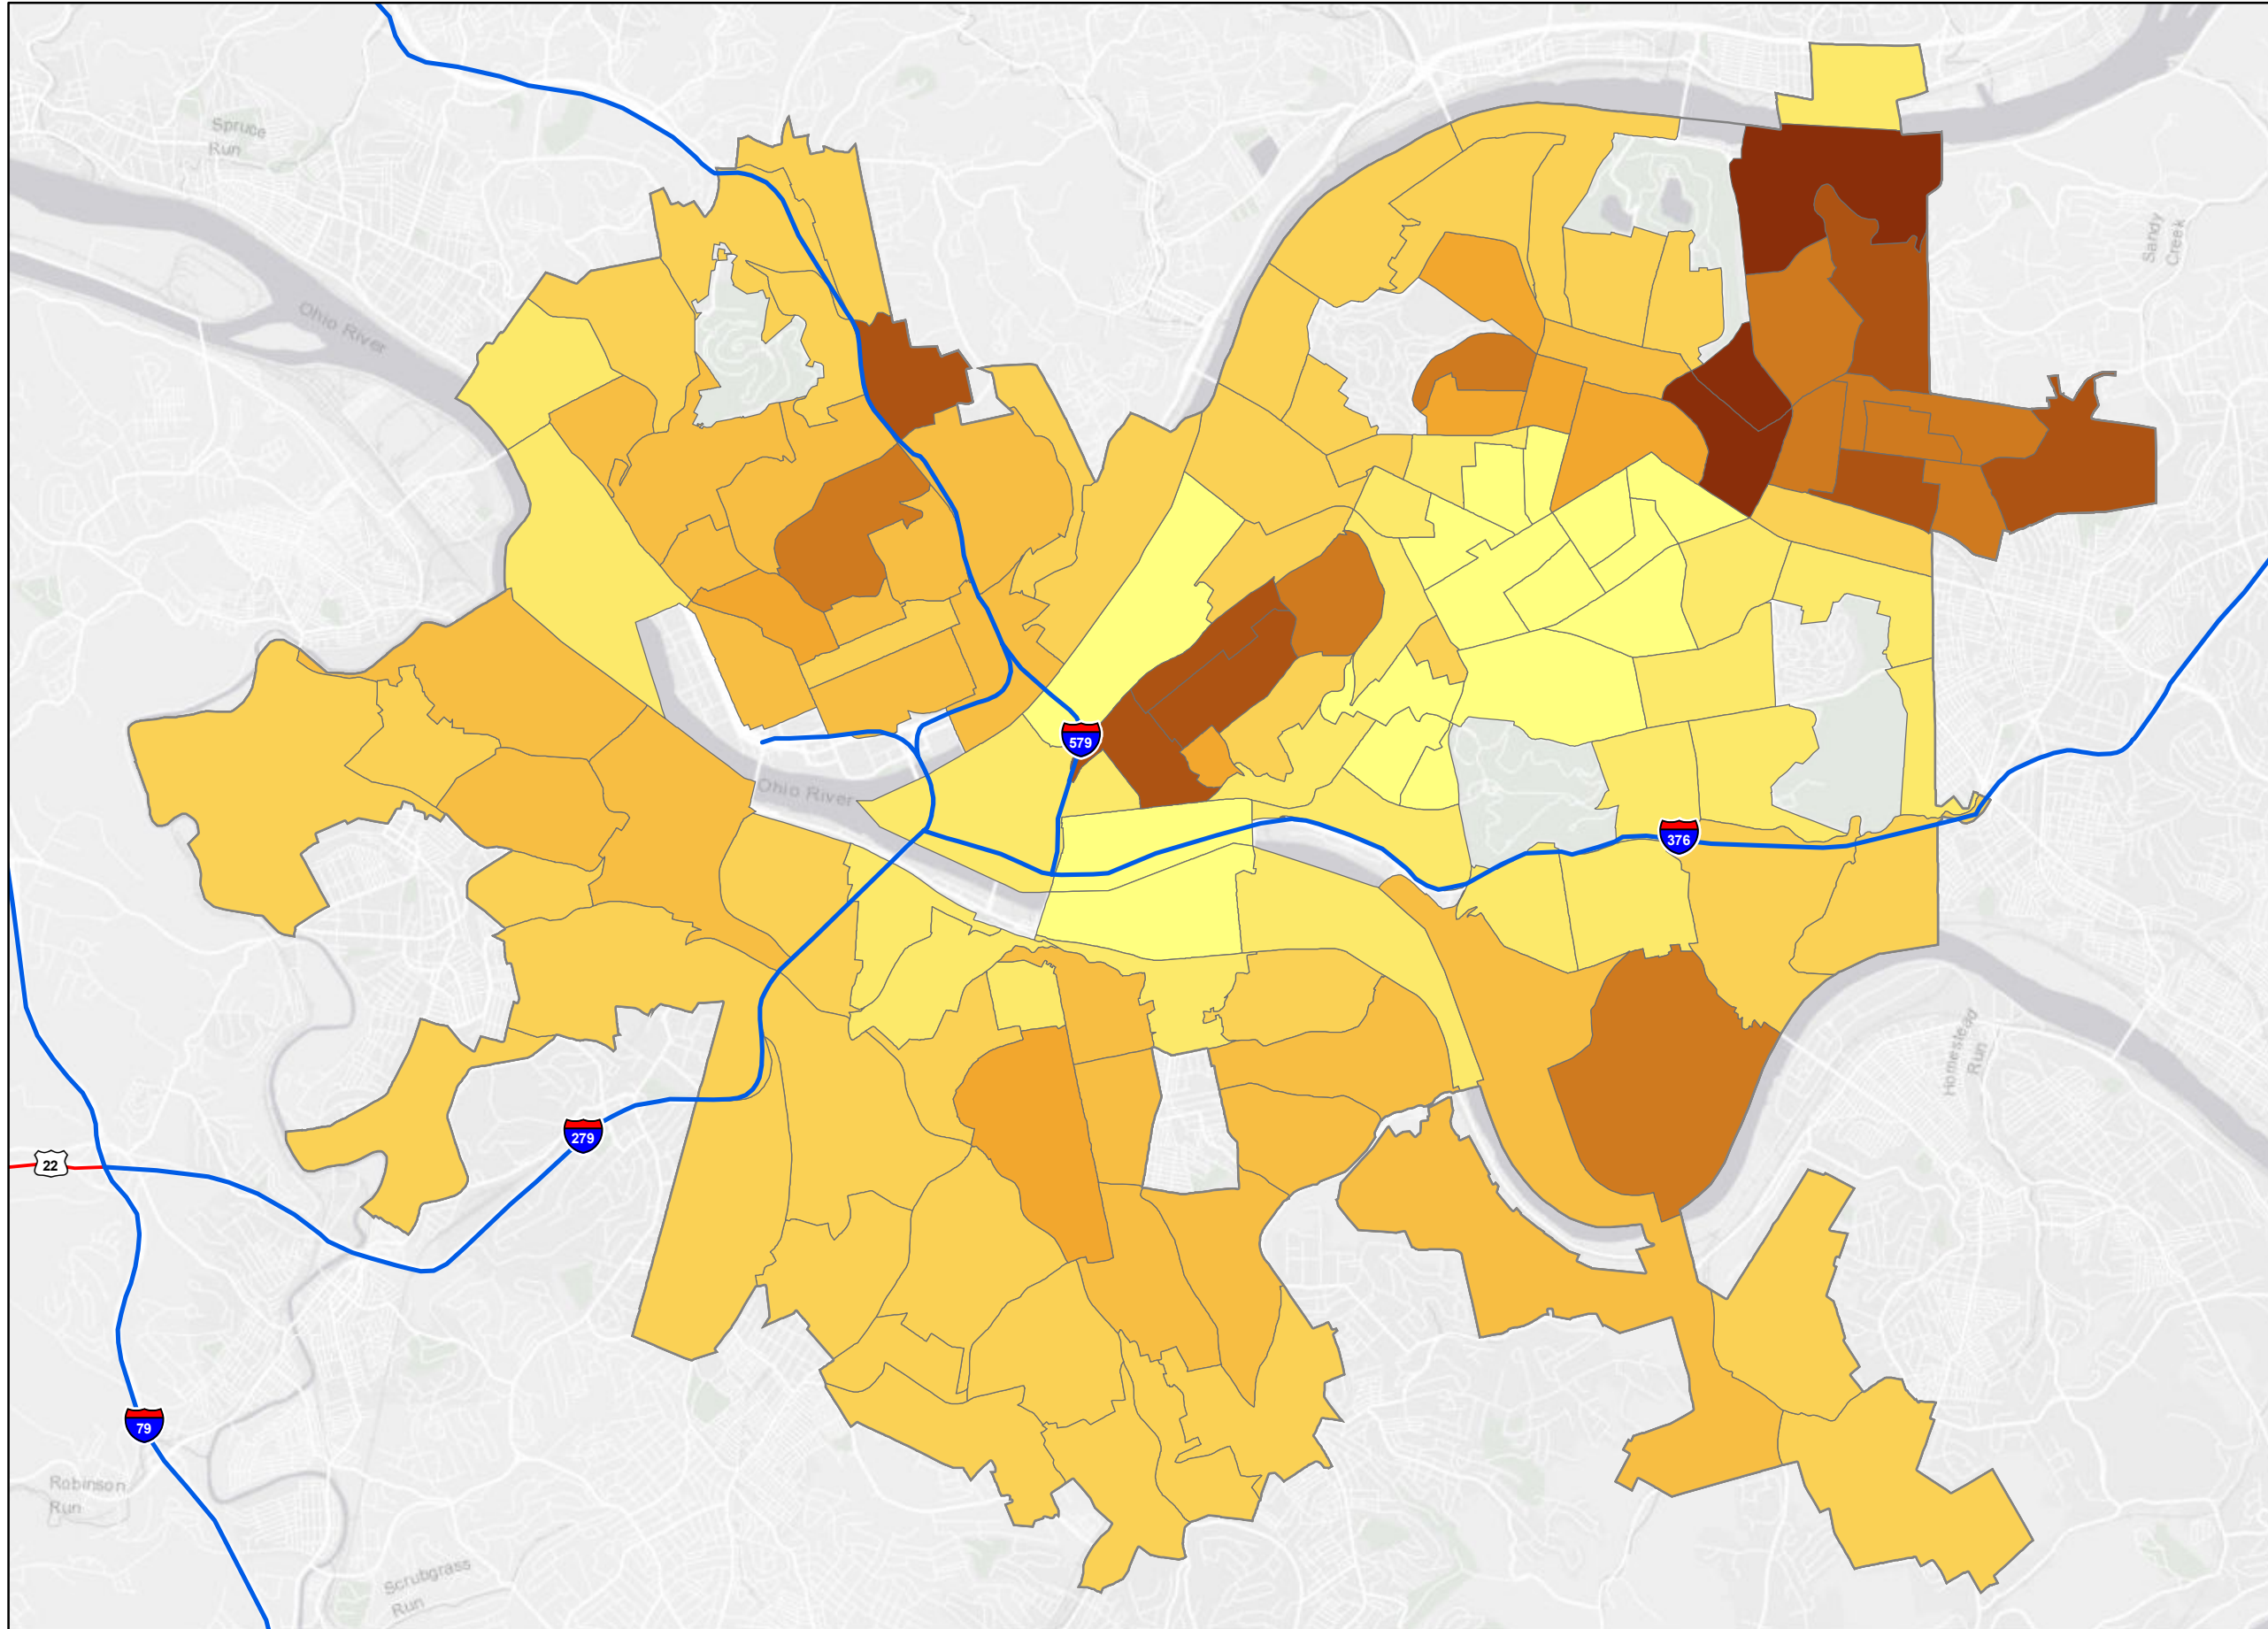 Spruce
Run
Sandy
Creek
Ohio River
579
Ohio River
376
Homestead
Run
279
22
79
Robinson
Run
Scrubgrass
Run